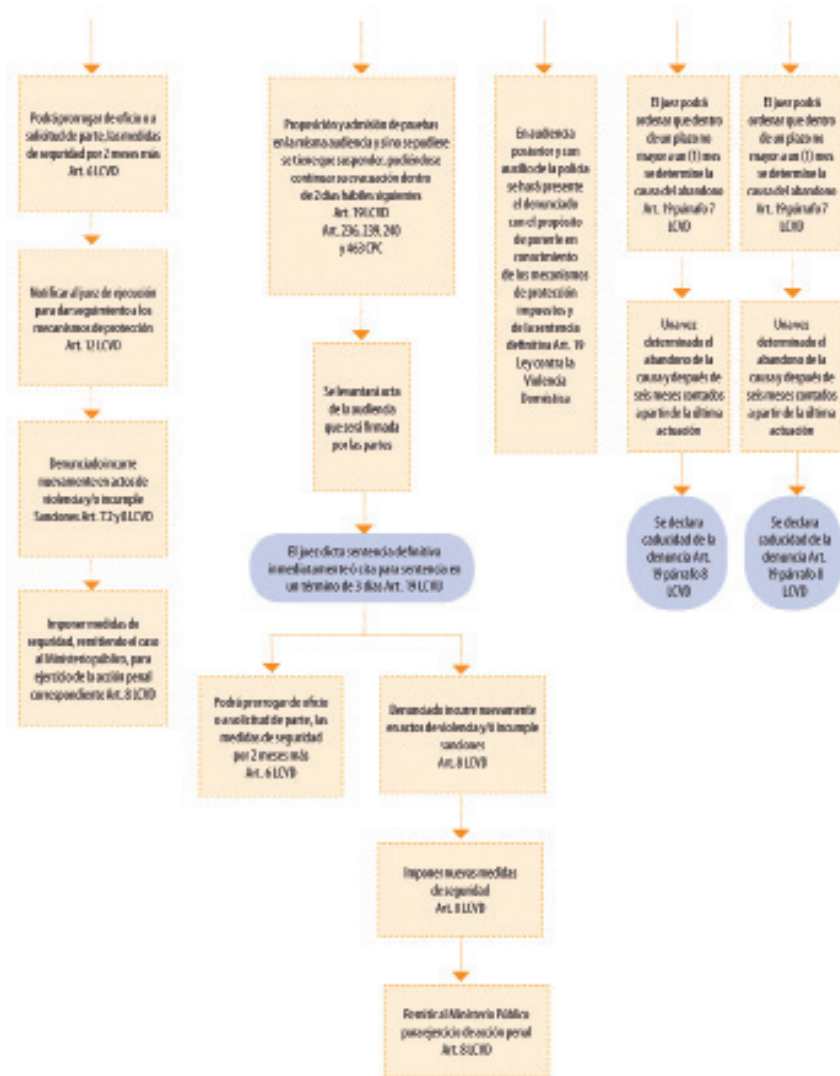 Podrá prorrogar de oficio o a
solicitud de parte, las medidas
de seguridad por 2 meses más
Art. 6 LCVD
Notificar al juez de ejecución
para dar seguimiento a los
mecanismos de protección
Art. 12 LCVD
Denunciado incurre
nuevamente en actos de
violencia y/o incumple
Sanciones Art. 7.2 y 8 LCVD
Imponer medidas de
seguridad, remitiendo el caso
al Ministerio público, para
ejercicio de la acción penal
correspondiente Art. 8 LCVD
Proposición y admisión de pruebas
en la misma audiencia y si no se pudiese
se tiene que suspender, pudiéndose
continuar su evacuación dentro
de 2 días hábiles siguientes
Art. 19 LCVD
Art. 236, 239, 240
y 463 CPC
Se levantará acta
de la audiencia
que será firmada
por las partes
El juez dicta sentencia definitiva
inmediatamente ó cita para sentencia en
un término de 3 días Art. 19 LCVD
Podrá prorrogar de oficio
o a solicitud de parte, las
medidas de seguridad
por 2 meses más
Art. 6 LCVD
Denunciado incurre nuevamente
en actos de violencia y/ó incumple
sanciones
Art. 8 LCVD
Imponer nuevas medidas
de seguridad
Art. 8 LCVD
Remitir al Ministerio Público
para ejercicio de acción penal
Art. 8 LCVD
En audiencia
posterior y con
auxilio de la policía
se hará presente
el denunciado
con el propósito
de ponerle en
conocimiento
de los mecanismos
de protección
impuestos y
de la sentencia
definitiva Art. 19
Ley contra la
Violencia
Doméstica
El juez podrá
ordenar que dentro
de un plazo no
mayor a un (1) mes
se determine la
causa del abandono
Art. 19 párrafo 7
LCVD
Una vez
determinado el
abandono de la
causa y después de
seis meses contados
a partir de la última
actuación
Se declara
caducidad de la
denuncia Art.
19 párrafo 8
LCVD
El juez podrá
ordenar que dentro
de un plazo no
mayor a un (1) mes
se determine la
causa del abandono
Art. 19 párrafo 7
LCVD
Una vez
determinado el
abandono de la
causa y después de
seis meses contados
a partir de la última
actuación
Se declara
caducidad de la
denuncia Art.
19 párrafo 8
LCVD